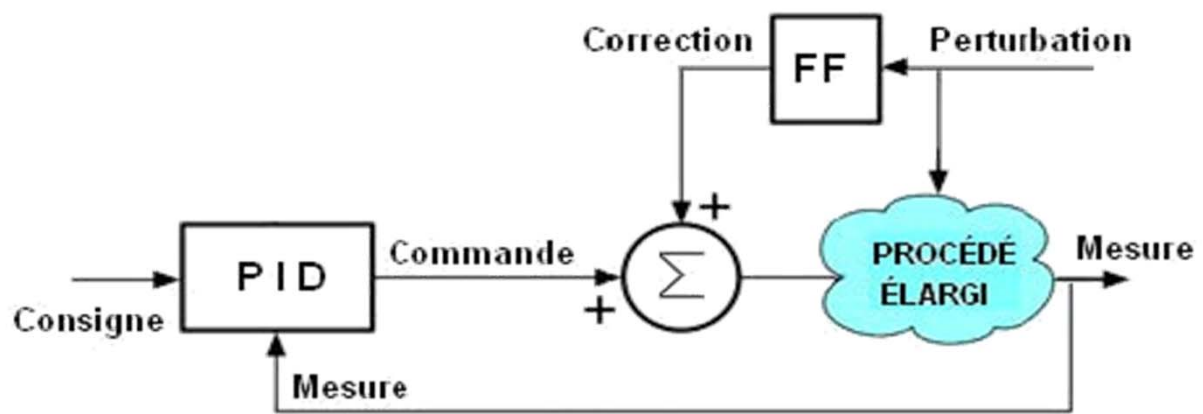 Correction
FF
Perturbation
+
PID
Commande
Σ
PROCÉDÉ
ÉLARGI
Mesure
Consigne
+
Mesure